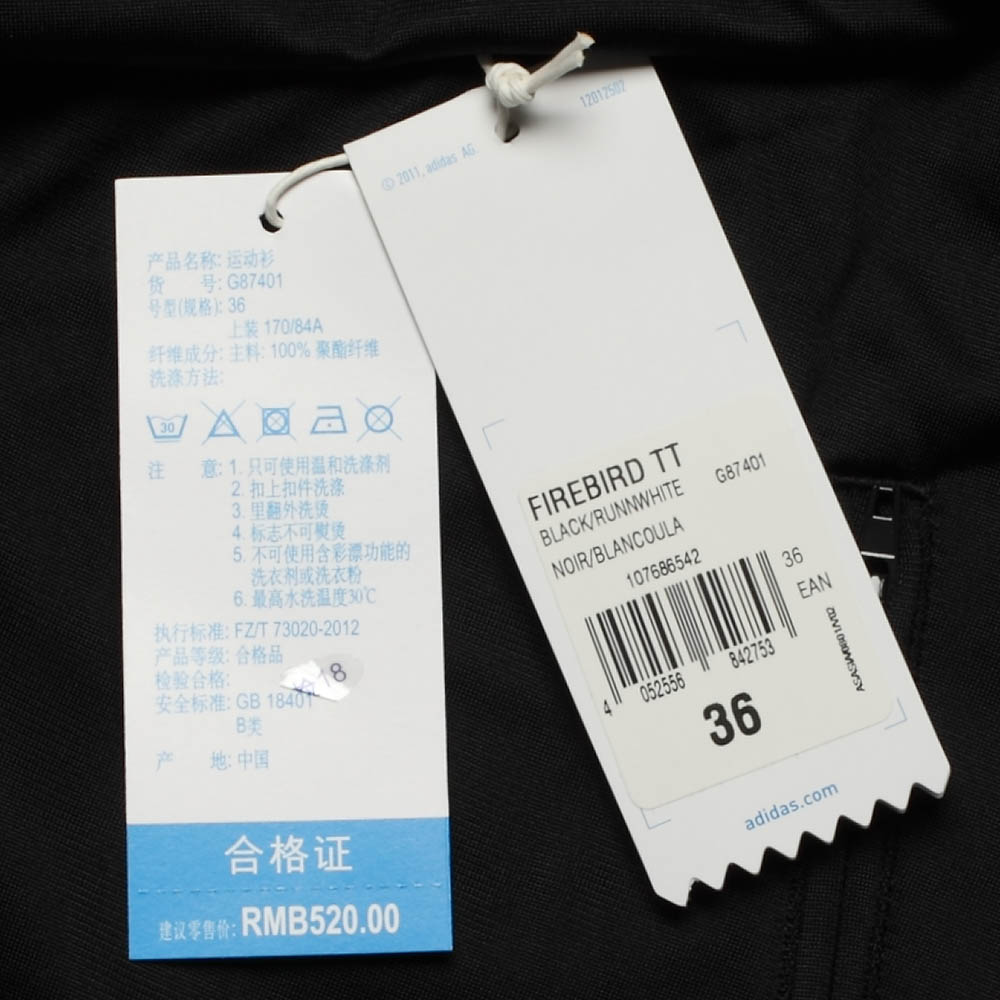 产品名称: 运动衫
货 号: G87401
号型(规格): 36
上装 170/84A
纤维成分: 主料: 100% 聚酯纤维
洗涤方法:
30
注 意: 1. 只可使用温和洗涤剂
2. 扣上扣件洗涤
3. 里翻外洗烫
4. 标志不可熨烫
5. 不可使用含彩漂功能的
洗衣剂或洗衣粉
6. 最高水洗温度30℃
执行标准: FZ/T 73020-2012
产品等级: 合格品
检验合格:
18
安全标准: GB 18401
B类
产 地: 中国
合格证
建议零售价: RMB520.00
12012502
© 2011, adidas AG.
FIREBIRD TT
G87401
BLACK/RUNNWHITE
NOIR/BLANCOULA
107686542
36
EAN
4 052556 842753
36
adidas.com